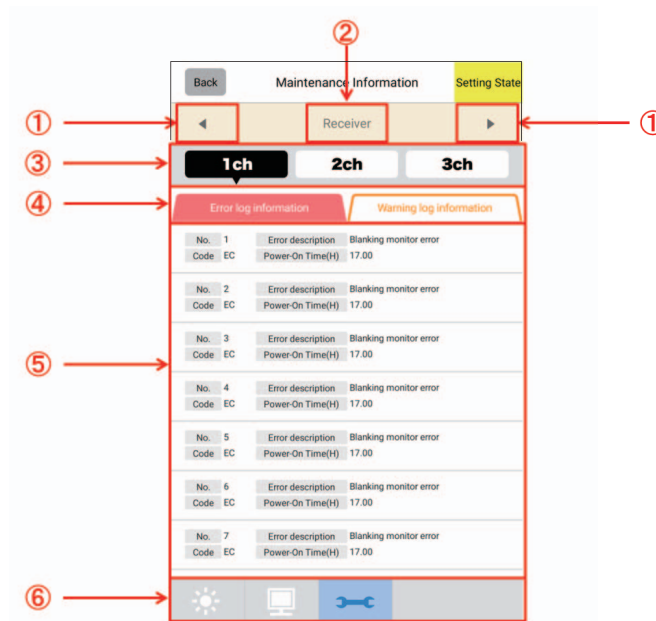 ②
Back Maintenance Information Setting State
① ◀ Receiver ▶ ①
③ 1ch 2ch 3ch
④ Error log information Warning log information
No. 1 Error description Blanking monitor error
Code EC Power-On Time(H) 17.00
No. 2 Error description Blanking monitor error
Code EC Power-On Time(H) 17.00
No. 3 Error description Blanking monitor error
⑤ Code EC Power-On Time(H) 17.00
No. 4 Error description Blanking monitor error
Code EC Power-On Time(H) 17.00
No. 5 Error description Blanking monitor error
Code EC Power-On Time(H) 17.00
No. 6 Error description Blanking monitor error
Code EC Power-On Time(H) 17.00
No. 7 Error description Blanking monitor error
Code EC Power-On Time(H) 17.00
⑥